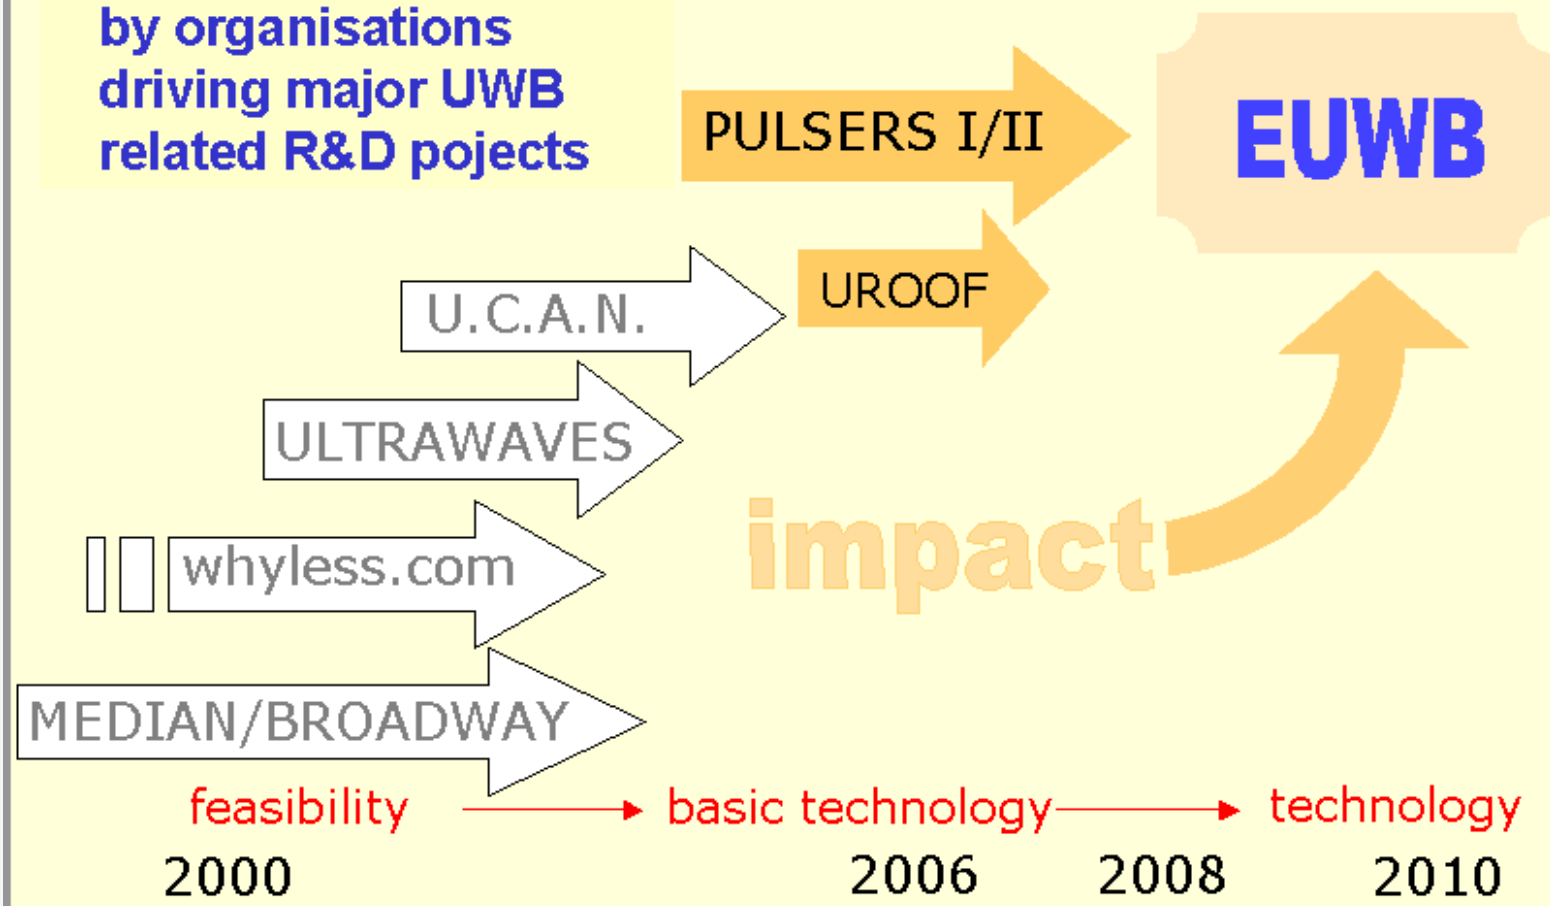 by organisations
driving major UWB
related R&D pojects
PULSERS I/II
EUWB
UROOF
U.C.A.N.
ULTRAWAVES
impact
whyless.com
MEDIAN/BROADWAY
feasibility basic technology technology
2000 2006 2008 2010